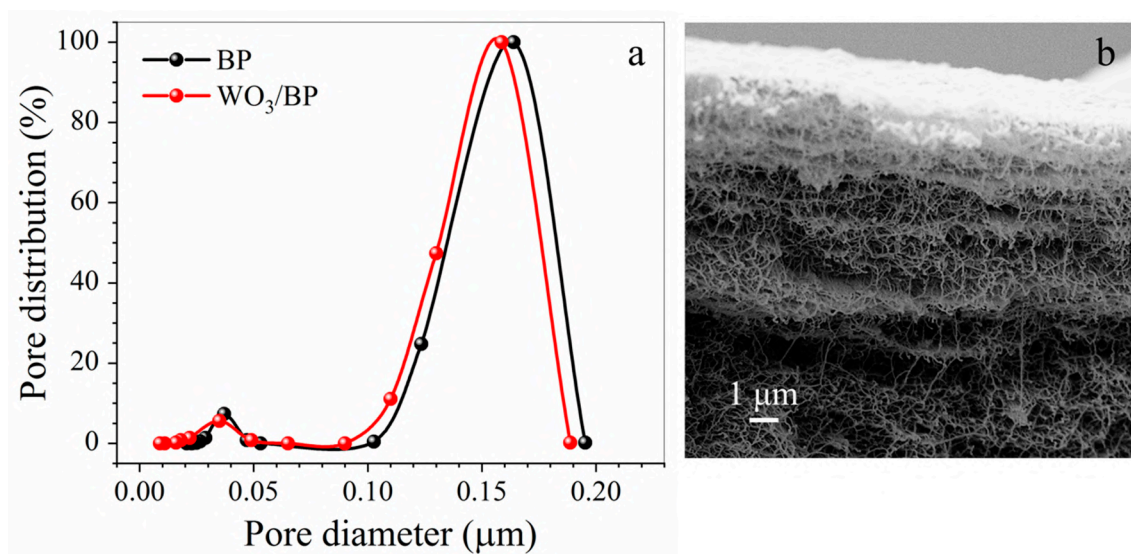 a
BP
WO₃/BP
Pore distribution (%)
100
80
60
40
20
0
0.00 0.05 0.10 0.15 0.20
Pore diameter (μm)
b
1 μm